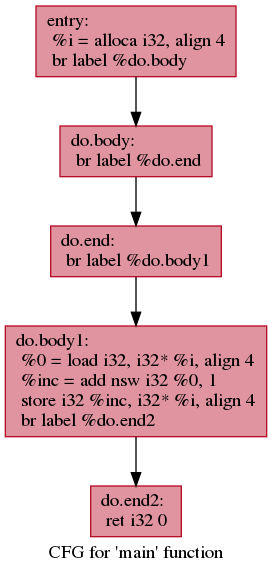 entry:
%i = alloca i32, align 4
br label %do.body
do.body:
br label %do.end
do.end:
br label %do.body1
do.body1:
%0 = load i32, i32* %i, align 4
%inc = add nsw i32 %0, 1
store i32 %inc, i32* %i, align 4
br label %do.end2
do.end2:
ret i32 0
CFG for 'main' function